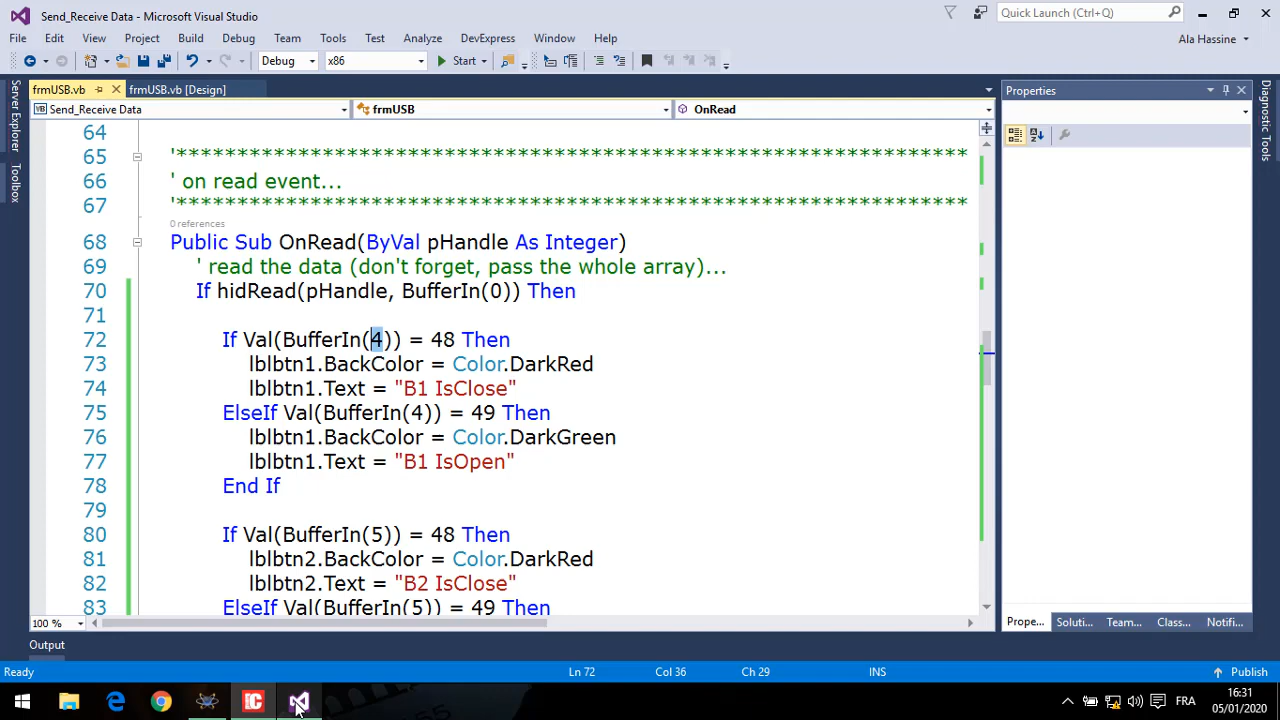 Send_Receive Data - Microsoft Visual Studio
Quick Launch (Ctrl+Q)
File Edit View Project Build Debug Team Tools Test Analyze DevExpress Window Help
Ala Hassine
Debug x86 Start
frmUSB.vb frmUSB.vb [Design]
Properties
Send_Receive Data frmUSB OnRead
Server Explorer
Toolbox
Diagnostic Tools
64
65 '*****************************************************************
66 ' on read event...
67 '*****************************************************************
0 references
68 Public Sub OnRead(ByVal pHandle As Integer)
69 ' read the data (don't forget, pass the whole array)...
70 If hidRead(pHandle, BufferIn(0)) Then
71
72 If Val(BufferIn(4)) = 48 Then
73 lblbtn1.BackColor = Color.DarkRed
74 lblbtn1.Text = "B1 IsClose"
75 ElseIf Val(BufferIn(4)) = 49 Then
76 lblbtn1.BackColor = Color.DarkGreen
77 lblbtn1.Text = "B1 IsOpen"
78 End If
79
80 If Val(BufferIn(5)) = 48 Then
81 lblbtn2.BackColor = Color.DarkRed
82 lblbtn2.Text = "B2 IsClose"
83 ElseIf Val(BufferIn(5)) = 49 Then
100 %
Prope... Soluti... Team... Class... Notifi...
Output
Ready Ln 72 Col 36 Ch 29 INS Publish
iC
FRA
16:31
05/01/2020